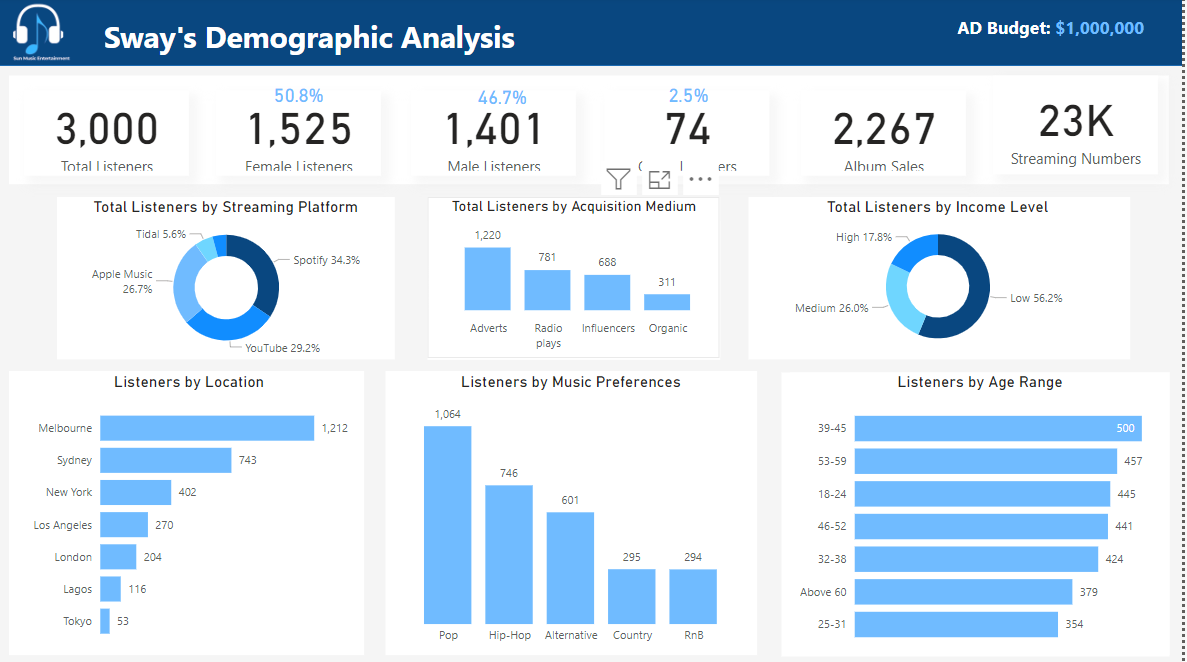 Sun Music Entertainment
Sway's Demographic Analysis
AD Budget: $1,000,000
3,000
Total Listeners
50.8%
1,525
Female Listeners
46.7%
1,401
Male Listeners
2.5%
74
2,267
Album Sales
23K
Streaming Numbers
Total Listeners by Streaming Platform
Tidal 5.6%
Spotify 34.3%
Apple Music
26.7%
YouTube 29.2%
Total Listeners by Acquisition Medium
1,220
781
688
311
Adverts
Radio
plays
Influencers
Organic
Total Listeners by Income Level
High 17.8%
Medium 26.0%
Low 56.2%
Listeners by Location
Melbourne 1,212
Sydney 743
New York 402
Los Angeles 270
London 204
Lagos 116
Tokyo 53
Listeners by Music Preferences
1,064
746
601
295
294
Pop
Hip-Hop
Alternative
Country
RnB
Listeners by Age Range
39-45 500
53-59 457
18-24 445
46-52 441
32-38 424
Above 60 379
25-31 354